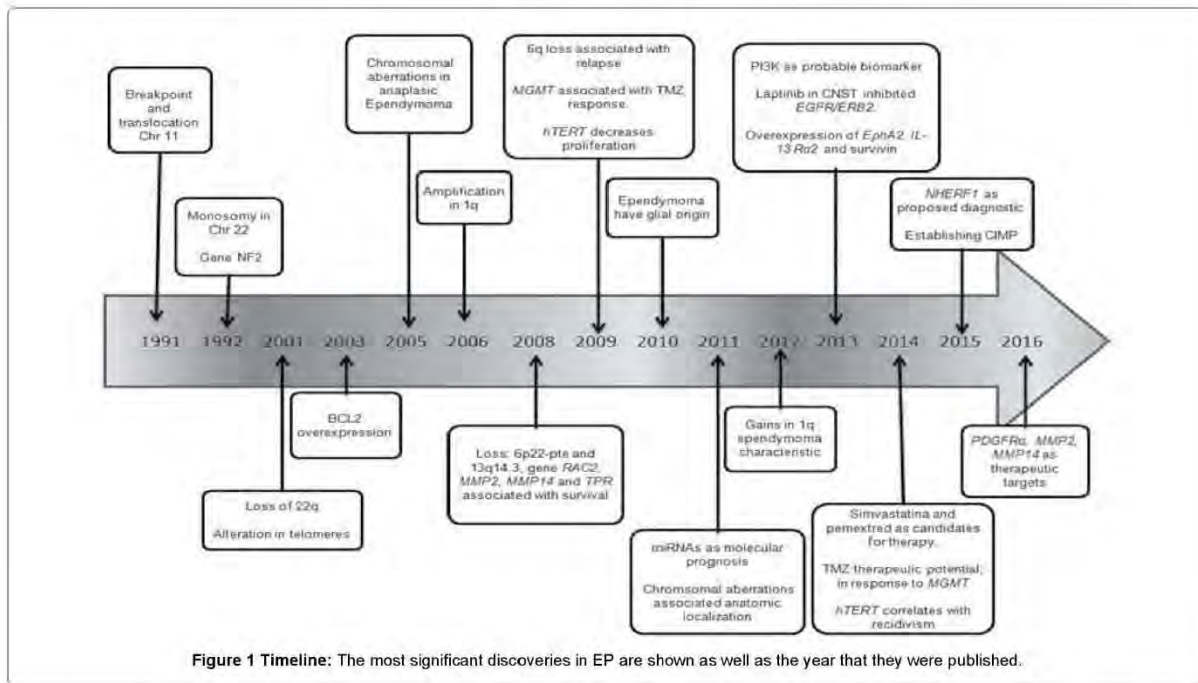 Breakpoint
and
translocation
Chr 11
Monosomy in
Chr 22
Gene NF2
Chromosomal
aberrations in
anaplasic
Ependymoma
Amplification
in 1q
6q loss associated with
relapse
MGMT associated with TMZ
response.
hTERT decreases
proliferation
Ependymoma
have glial origin
PI3K as probable biomarker
Laptinib in CNST inhibited
EGFR/ERB2.
Overexpression of EphA2, IL-
13Rα2 and survivin
NHERF1 as
proposed diagnostic
Establishing CIMP
1991 1992 2001 2003 2005 2006 2008 2009 2010 2011 2012 2013 2014 2015 2016
Loss of 22q
Alteration in telomeres
BCL2
overexpression
Loss: 6p22-pte and
13q14.3, gene RAC2,
MMP2, MMP14 and TPR
associated with survival
miRNAs as molecular
prognosis
Chromsomal aberrations
associated anatomic
localization
Gains in 1q
ependymoma
characteristic
Simvastatina and
pemextred as candidates
for therapy.
TMZ therapeutic potential,
in response to MGMT
hTERT correlates with
recidivism
PDGFRα, MMP2,
MMP14 as
therapeutic
targets
Figure 1 Timeline: The most significant discoveries in EP are shown as well as the year that they were published.